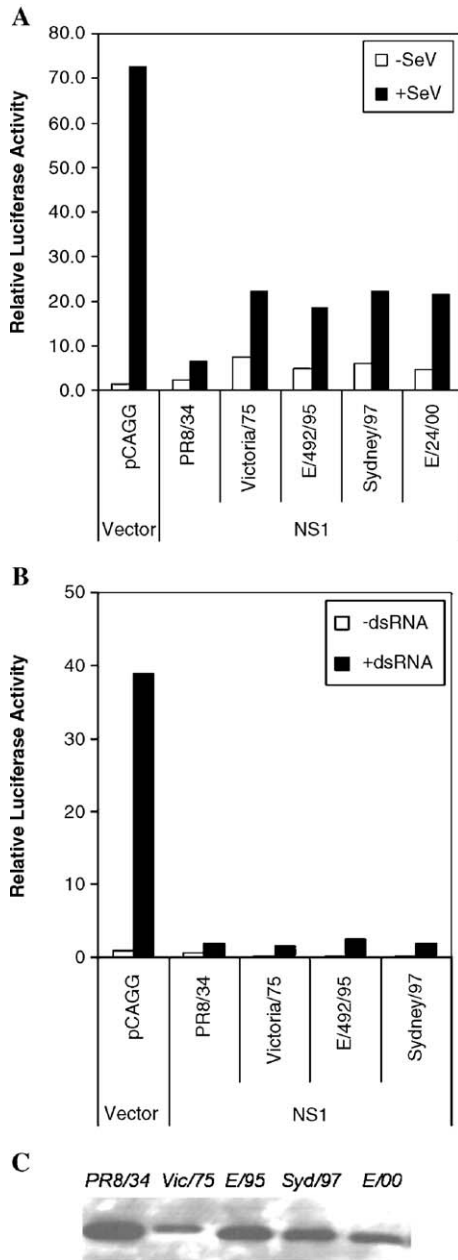 A
80.0
70.0
60.0
50.0
40.0
30.0
20.0
10.0
0.0
Relative Luciferase Activity
-SeV
+SeV
pCAGG
PR8/34
Victoria/75
E/492/95
Sydney/97
E/24/00
Vector NS1
B
50
40
30
20
10
0
Relative Luciferase Activity
-dsRNA
+dsRNA
pCAGG
PR8/34
Victoria/75
E/492/95
Sydney/97
Vector NS1
C
PR8/34 Vic/75 E/95 Syd/97 E/00